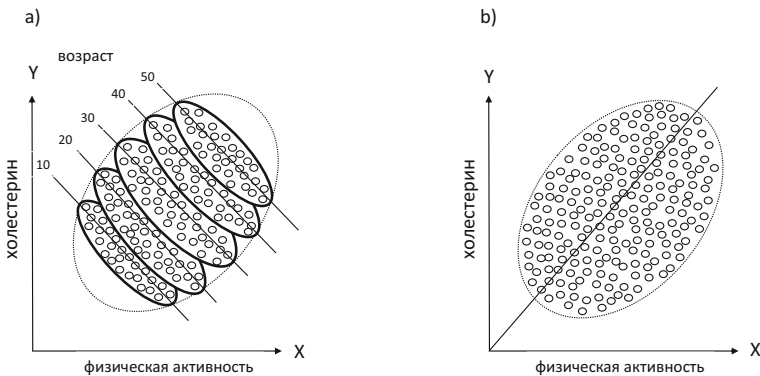 a)
возраст
Y
50
40
30
20
10
холестерин
X
физическая активность
b)
Y
холестерин
X
физическая активность